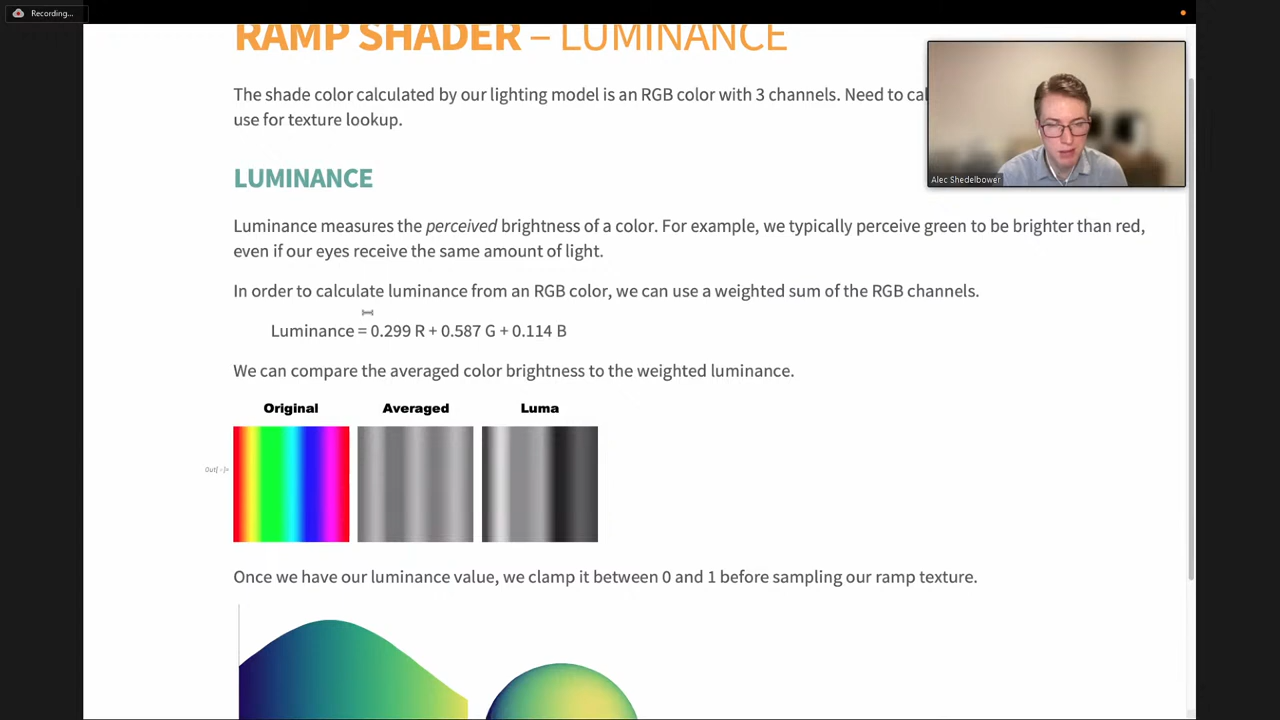 Recording...
RAMP SHADER – LUMINANCE
The shade color calculated by our lighting model is an RGB color with 3 channels. Need to
use for texture lookup.
Alec Shedelbower
LUMINANCE
Luminance measures the perceived brightness of a color. For example, we typically perceive green to be brighter than red,
even if our eyes receive the same amount of light.
In order to calculate luminance from an RGB color, we can use a weighted sum of the RGB channels.
Luminance = 0.299 R + 0.587 G + 0.114 B
We can compare the averaged color brightness to the weighted luminance.
Original Averaged Luma
Out[◦]=
Once we have our luminance value, we clamp it between 0 and 1 before sampling our ramp texture.